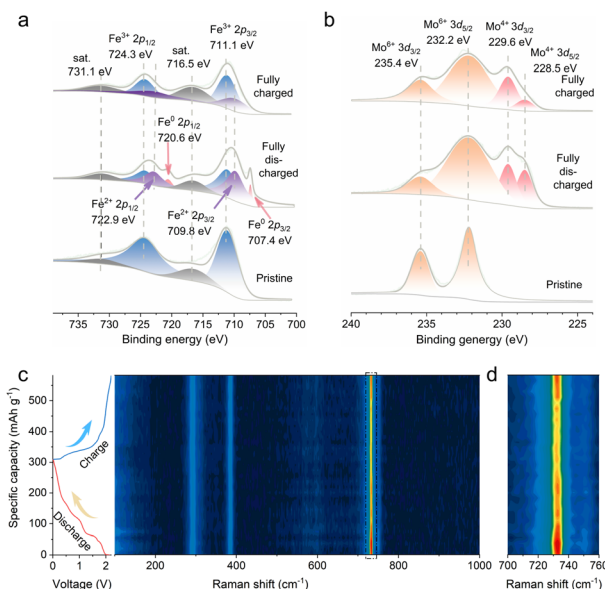 a
Fe³⁺ 2p₁/₂
724.3 eV
Fe³⁺ 2p₃/₂
711.1 eV
sat.
731.1 eV
sat.
716.5 eV
Fully
charged
Fe⁰ 2p₁/₂
720.6 eV
Fully
dis-
charged
Fe²⁺ 2p₁/₂
722.9 eV
Fe²⁺ 2p₃/₂
709.8 eV
Fe⁰ 2p₃/₂
707.4 eV
Pristine
735 725 715 710 705 700
Binding energy (eV)
b
Mo⁶⁺ 3d₃/₂
235.4 eV
Mo⁶⁺ 3d₅/₂
232.2 eV
Mo⁴⁺ 3d₃/₂
229.6 eV
Mo⁴⁺ 3d₅/₂
228.5 eV
Fully
charged
Fully
dis-
charged
Pristine
240 235 230 225
Binding genergy (eV)
c
Specific capacity (mAh g⁻¹)
500
400
300
200
100
0
Charge
Discharge
0 1 2
Voltage (V)
200 400 600 800 1000
Raman shift (cm⁻¹)
d
700 720 740 760
Raman shift (cm⁻¹)